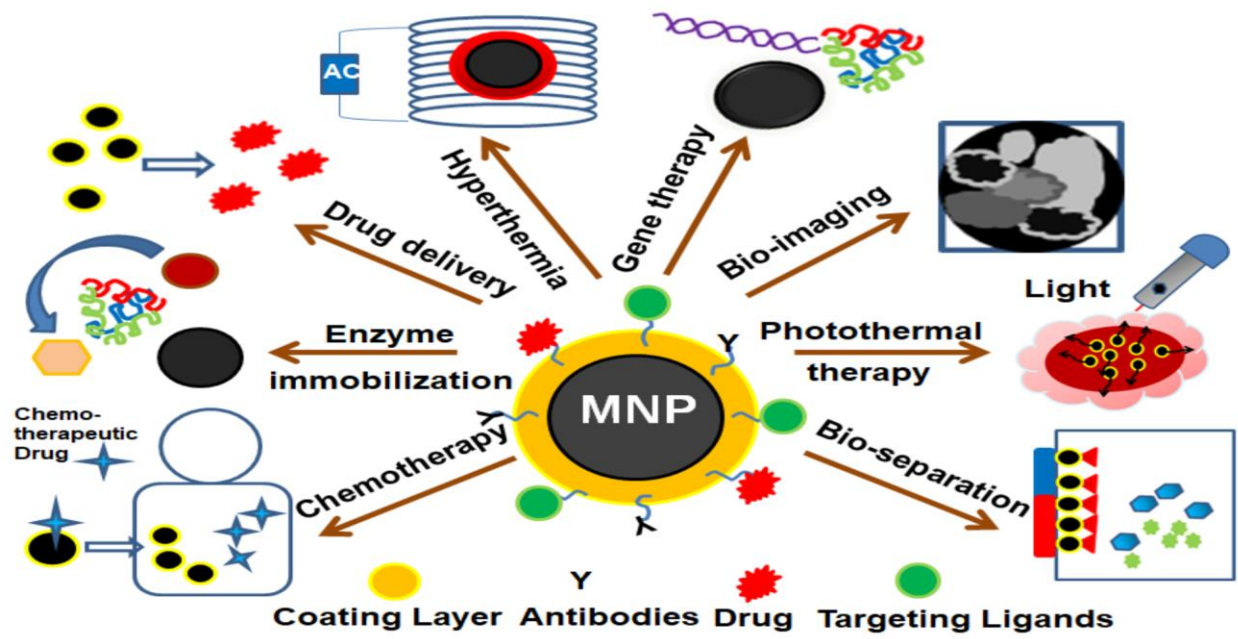 AC
Hyperthermia
Gene therapy
Drug delivery
Bio-imaging
Light
Enzyme
immobilization
Photothermal
therapy
Y
MNP
Y
Chemo-
therapeutic
Drug
Chemotherapy
Bio-separation
Y
Y
Coating Layer
Antibodies
Drug
Targeting Ligands